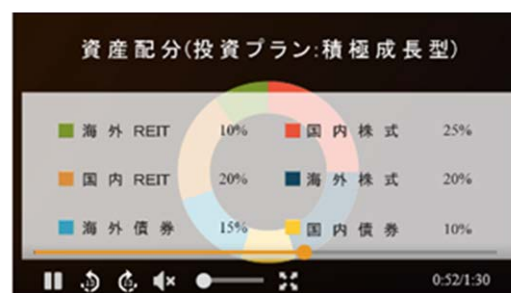 資産配分(投資プラン:積極成長型)
海外 REIT 10% 国内株式 25%
国内 REIT 20% 海外株式 20%
海外債券 15% 国内債券 10%
0:52/1:30